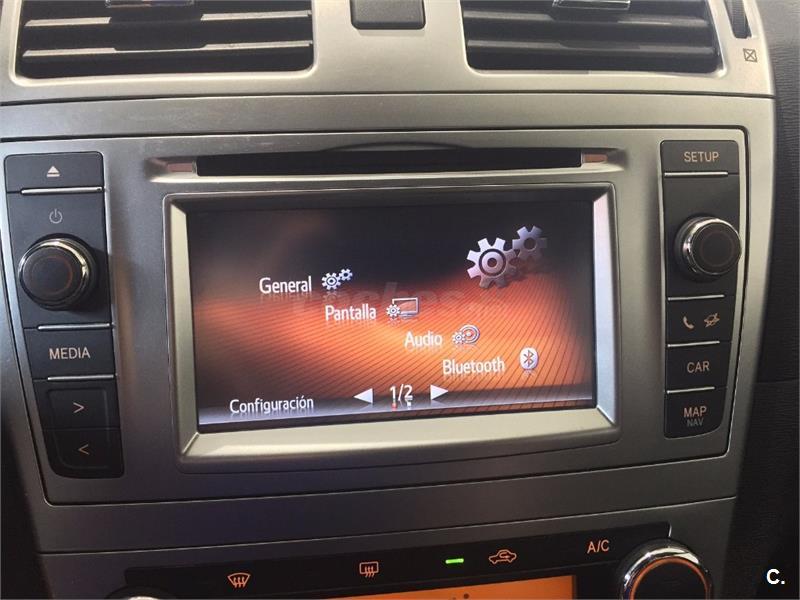 SETUP
General
Pantalla
Audio
Bluetooth
Configuración
1/2
MEDIA
>
<
CAR
MAP
NAV
A/C
C.